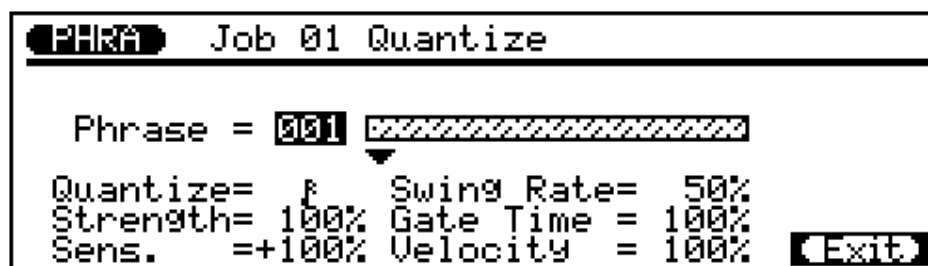 PHRA Job 01 Quantize
Phrase = 001
Quantize= Swing Rate= 50%
Strength= 100% Gate Time = 100%
Sens. =+100% Velocity = 100% Exit